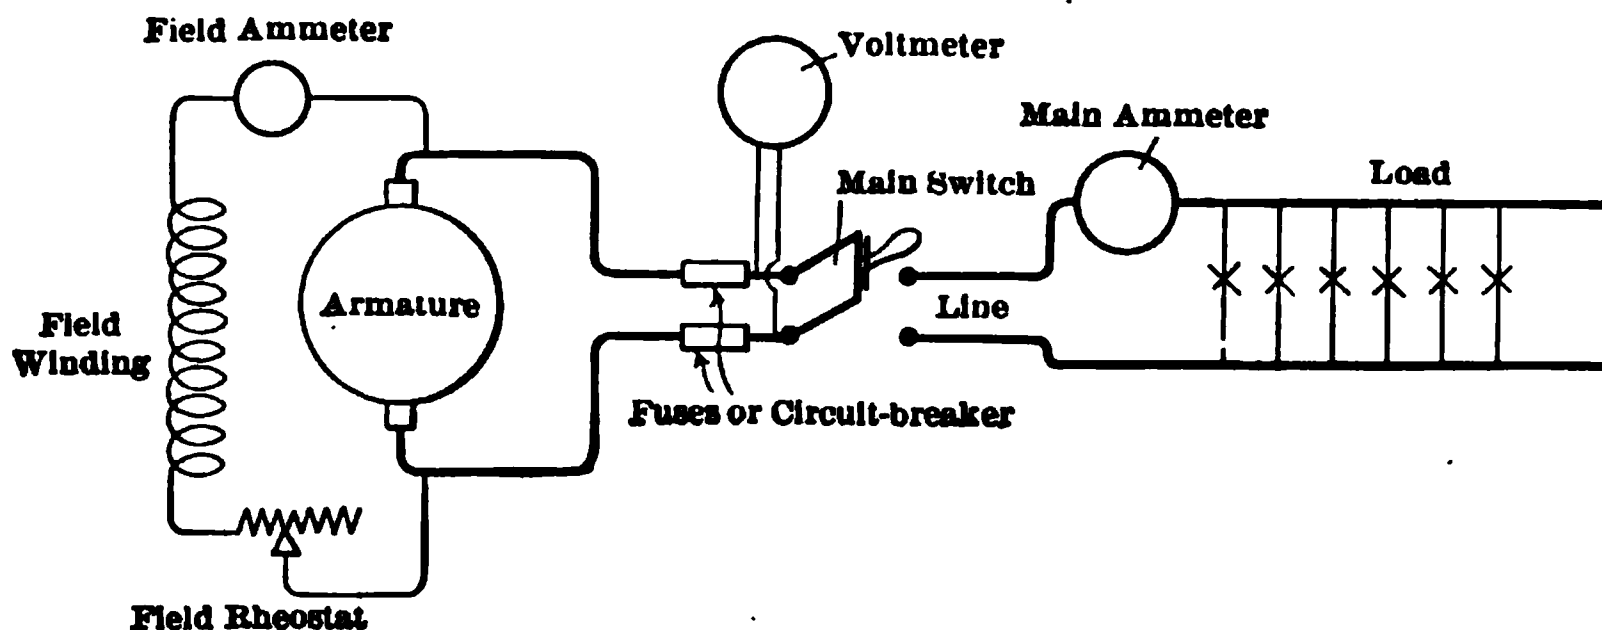 Field Ammeter
Voltmeter
Main Ammeter
Load
Main Switch
Armature
Line
Field
Winding
Fuses or Circuit-breaker
Field Rheostat